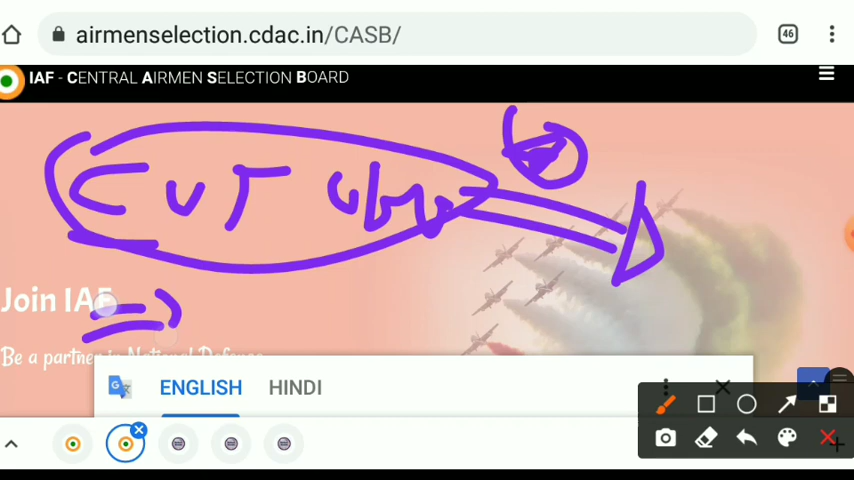 46
airmenselection.cdac.in/CASB/
IAF - CENTRAL AIRMEN SELECTION BOARD
CUT
Join IAF
Be a partner in National Defence
ENGLISH HINDI